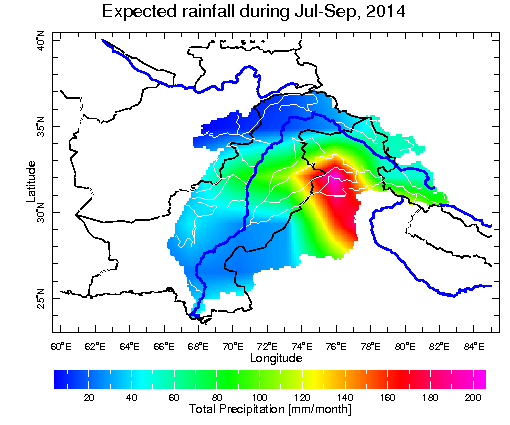 Expected rainfall during Jul-Sep, 2014
40°N
35°N
30°N
25°N
Latitude
60°E 62°E 64°E 66°E 68°E 70°E 72°E 74°E 76°E 78°E 80°E 82°E 84°E
Longitude
20 40 60 80 100 120 140 160 180 200
Total Precipitation [mm/month]